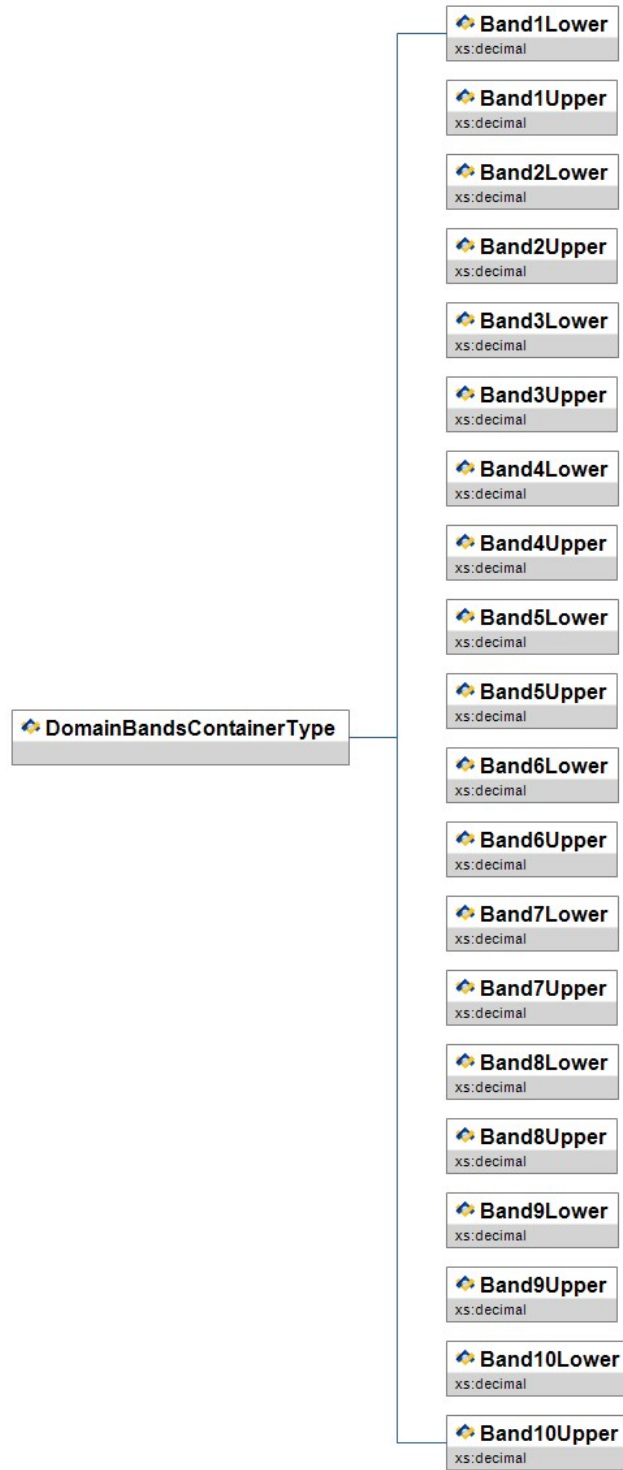 Band1Lower
xs:decimal
Band1Upper
xs:decimal
Band2Lower
xs:decimal
Band2Upper
xs:decimal
Band3Lower
xs:decimal
Band3Upper
xs:decimal
Band4Lower
xs:decimal
Band4Upper
xs:decimal
Band5Lower
xs:decimal
Band5Upper
xs:decimal
DomainBandsContainerType
Band6Lower
xs:decimal
Band6Upper
xs:decimal
Band7Lower
xs:decimal
Band7Upper
xs:decimal
Band8Lower
xs:decimal
Band8Upper
xs:decimal
Band9Lower
xs:decimal
Band9Upper
xs:decimal
Band10Lower
xs:decimal
Band10Upper
xs:decimal